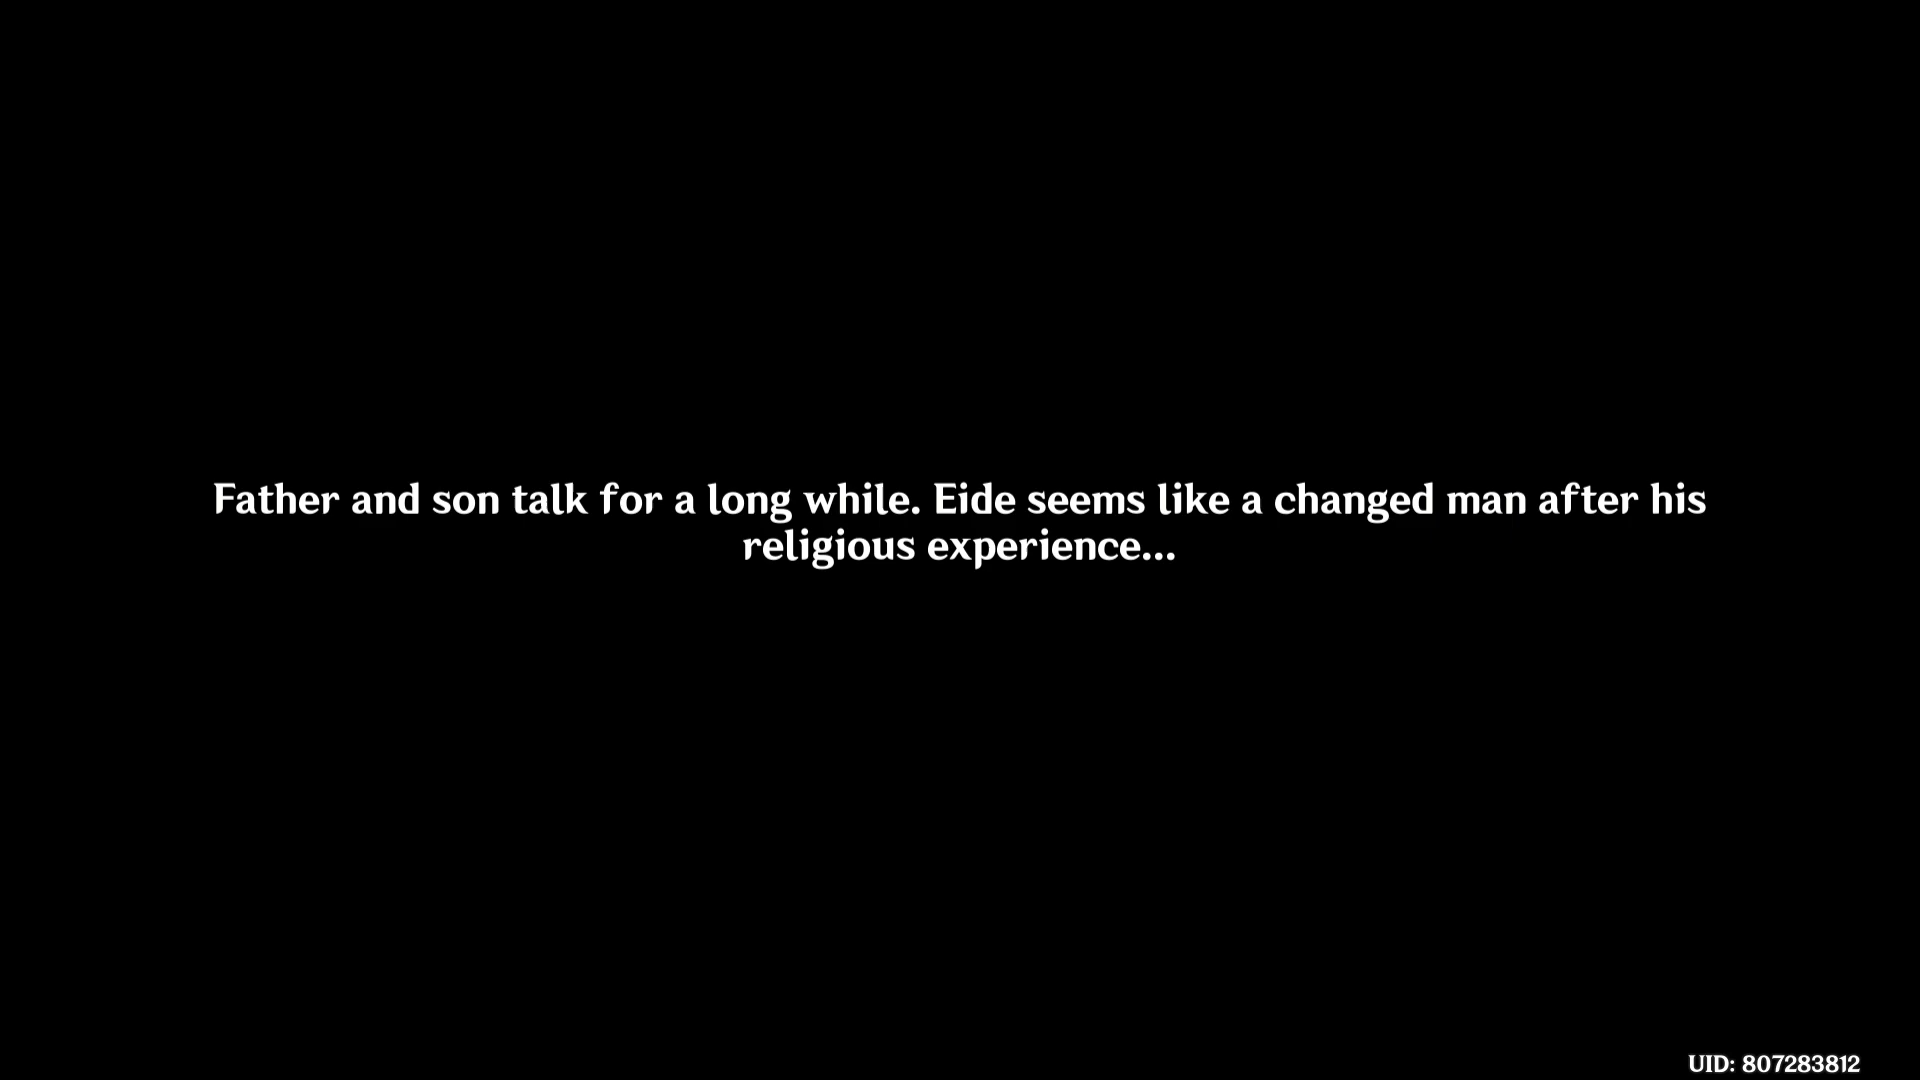 Father and son talk for a long while. Eide seems like a changed man after his
religious experience...
UID: 807283812